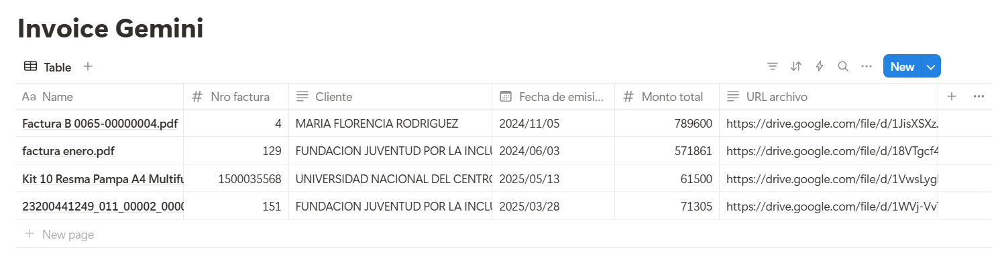 Invoice Gemini
Table
New
Aa Name Nro factura Cliente Fecha de emisi... Monto total URL archivo
Factura B 0065-00000004.pdf 4 MARIA FLORENCIA RODRIGUEZ 2024/11/05 789600 https://drive.google.com/file/d/1JisXSXz
factura enero.pdf 129 FUNDACION JUVENTUD POR LA INCLU 2024/06/03 571861 https://drive.google.com/file/d/18VTgcf4
Kit 10 Resma Pampa A4 Multifu 1500035568 UNIVERSIDAD NACIONAL DEL CENTRO 2025/05/13 61500 https://drive.google.com/file/d/1VwsLyg
23200441249_011_00002_0000 151 FUNDACION JUVENTUD POR LA INCLU 2025/03/28 71305 https://drive.google.com/file/d/1WVj-Vv
New page